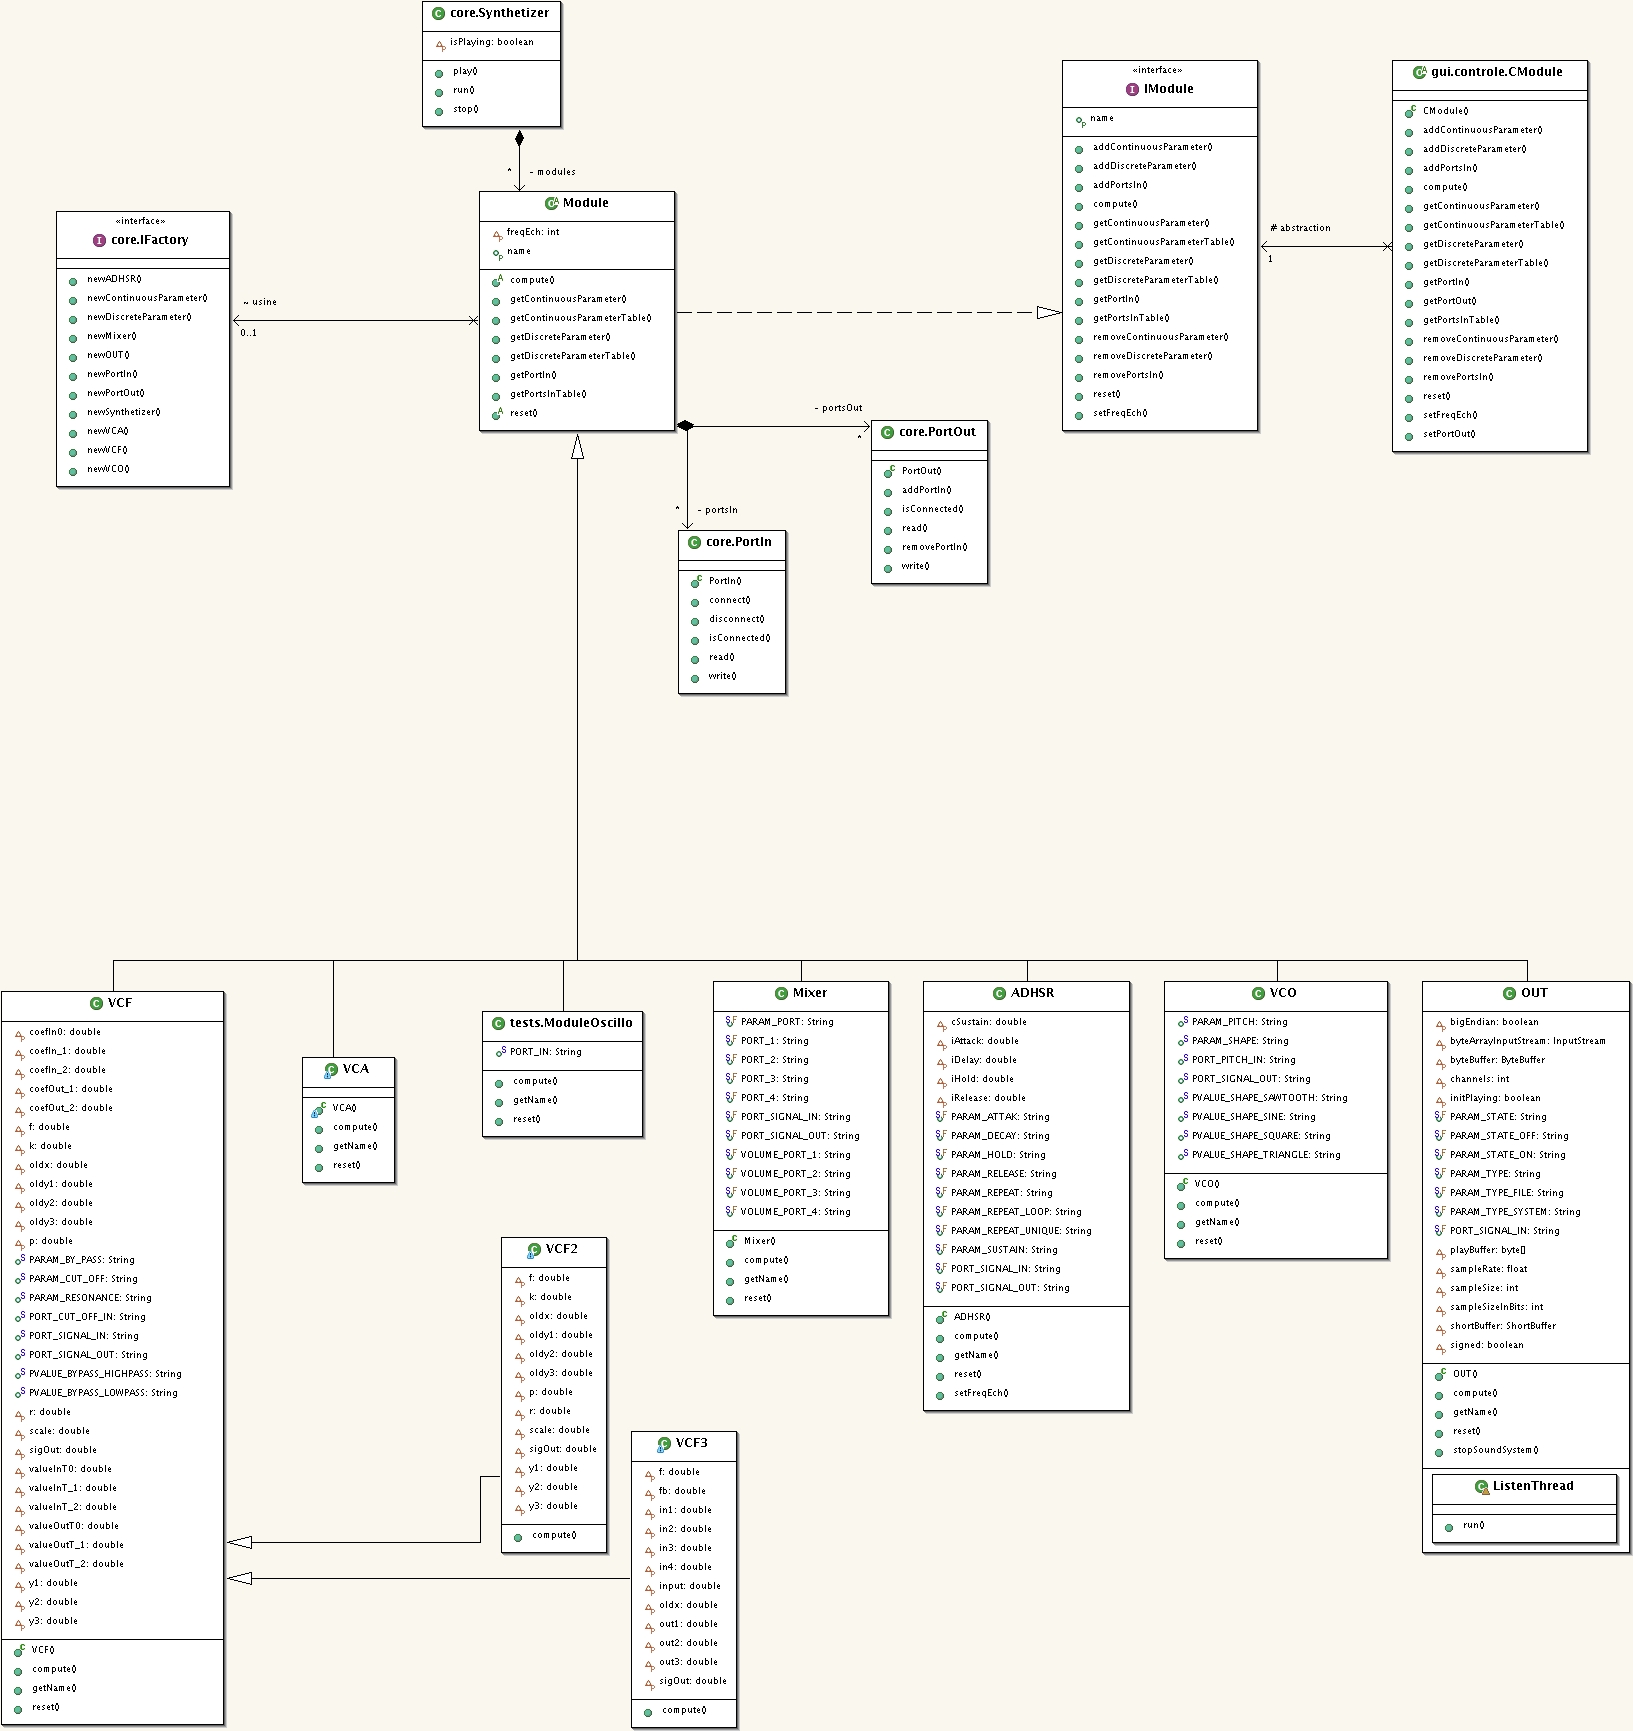 core.Synthetizer
isPlaying: boolean
play()
run()
stop()
* - modules
«interface»
core.IFactory
newADHSR()
newContinuousParameter()
newDiscreteParameter()
newMixer()
newOUT()
newPortIn()
newPortOut()
newSynthetizer()
newVCA()
newVCF()
newVCO()
~ usine
0..1
Module
freqEch: int
name
compute()
getContinuousParameter()
getContinuousParameterTable()
getDiscreteParameter()
getDiscreteParameterTable()
getPortIn()
getPortsInTable()
reset()
«interface»
IModule
name
addContinuousParameter()
addDiscreteParameter()
addPortsIn()
compute()
getContinuousParameter()
getContinuousParameterTable()
getDiscreteParameter()
getDiscreteParameterTable()
getPortIn()
getPortsInTable()
removeContinuousParameter()
removeDiscreteParameter()
removePortsIn()
reset()
setFreqEch()
# abstraction
1
gui.controle.CModule
CModule()
addContinuousParameter()
addDiscreteParameter()
addPortsIn()
compute()
getContinuousParameter()
getContinuousParameterTable()
getDiscreteParameter()
getDiscreteParameterTable()
getPortIn()
getPortOut()
getPortsInTable()
removeContinuousParameter()
removeDiscreteParameter()
removePortsIn()
reset()
setFreqEch()
setPortOut()
- portsOut
*
core.PortOut
PortOut()
addPortIn()
isConnected()
read()
removePortIn()
write()
* - portsIn
core.PortIn
PortIn()
connect()
disconnect()
isConnected()
read()
write()
VCF
coefIn0: double
coefIn_1: double
coefIn_2: double
coefOut_1: double
coefOut_2: double
f: double
k: double
oldx: double
oldy1: double
oldy2: double
oldy3: double
p: double
PARAM_BY_PASS: String
PARAM_CUT_OFF: String
PARAM_RESONANCE: String
PORT_CUT_OFF_IN: String
PORT_SIGNAL_IN: String
PORT_SIGNAL_OUT: String
PVALUE_BYPASS_HIGHPASS: String
PVALUE_BYPASS_LOWPASS: String
r: double
scale: double
sigOut: double
valueInT0: double
valueInT_1: double
valueInT_2: double
valueOutT0: double
valueOutT_1: double
valueOutT_2: double
y1: double
y2: double
y3: double
VCF()
compute()
getName()
reset()
VCA
VCA()
compute()
getName()
reset()
tests.ModuleOscillo
PORT_IN: String
compute()
getName()
reset()
VCF2
f: double
k: double
oldx: double
oldy1: double
oldy2: double
oldy3: double
p: double
r: double
scale: double
sigOut: double
y1: double
y2: double
y3: double
compute()
VCF3
f: double
fb: double
in1: double
in2: double
in3: double
in4: double
input: double
oldx: double
out1: double
out2: double
out3: double
sigOut: double
compute()
Mixer
PARAM_PORT: String
PORT_1: String
PORT_2: String
PORT_3: String
PORT_4: String
PORT_SIGNAL_IN: String
PORT_SIGNAL_OUT: String
VOLUME_PORT_1: String
VOLUME_PORT_2: String
VOLUME_PORT_3: String
VOLUME_PORT_4: String
Mixer()
compute()
getName()
reset()
ADHSR
cSustain: double
iAttack: double
iDelay: double
iHold: double
iRelease: double
PARAM_ATTAK: String
PARAM_DECAY: String
PARAM_HOLD: String
PARAM_RELEASE: String
PARAM_REPEAT: String
PARAM_REPEAT_LOOP: String
PARAM_REPEAT_UNIQUE: String
PARAM_SUSTAIN: String
PORT_SIGNAL_IN: String
PORT_SIGNAL_OUT: String
ADHSR()
compute()
getName()
reset()
setFreqEch()
VCO
PARAM_PITCH: String
PARAM_SHAPE: String
PORT_PITCH_IN: String
PORT_SIGNAL_OUT: String
PVALUE_SHAPE_SAWTOOTH: String
PVALUE_SHAPE_SINE: String
PVALUE_SHAPE_SQUARE: String
PVALUE_SHAPE_TRIANGLE: String
VCO()
compute()
getName()
reset()
OUT
bigEndian: boolean
byteArrayInputStream: InputStream
byteBuffer: ByteBuffer
channels: int
initPlaying: boolean
PARAM_STATE: String
PARAM_STATE_OFF: String
PARAM_STATE_ON: String
PARAM_TYPE: String
PARAM_TYPE_FILE: String
PARAM_TYPE_SYSTEM: String
PORT_SIGNAL_IN: String
playBuffer: byte[]
sampleRate: float
sampleSize: int
sampleSizeInBits: int
shortBuffer: ShortBuffer
signed: boolean
OUT()
compute()
getName()
reset()
stopSoundSystem()
ListenThread
run()